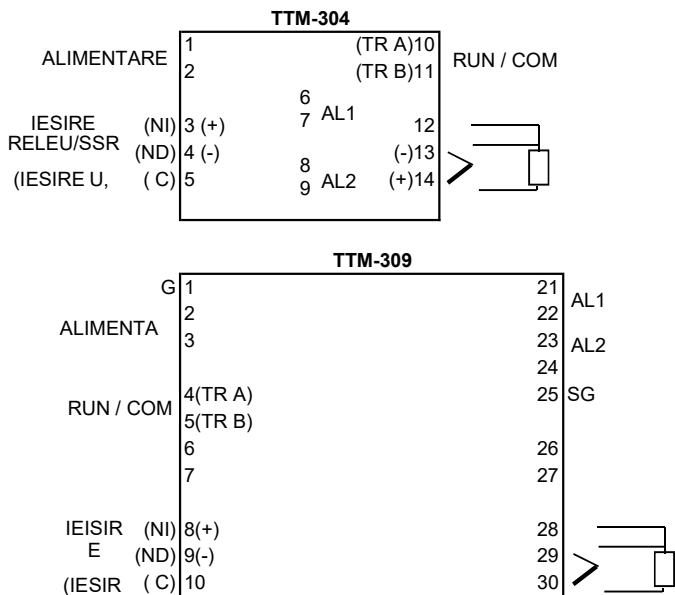 TTM-304
ALIMENTARE
1
2
(TR A)10
(TR B)11
RUN / COM
IESIRE
RELEU/SSR
(IESIRE U,
(NI) 3 (+)
(ND) 4 (-)
( C) 5
6
7
AL1
8
9
AL2
12
(-)13
(+)14
TTM-309
G 1
2
3
ALIMENTA
RUN / COM
4(TR A)
5(TR B)
6
7
IEISIR
E
(IESIR
(NI) 8(+)
(ND) 9(-)
( C) 10
21
22
AL1
23
24
AL2
25 SG
26
27
28
29
30